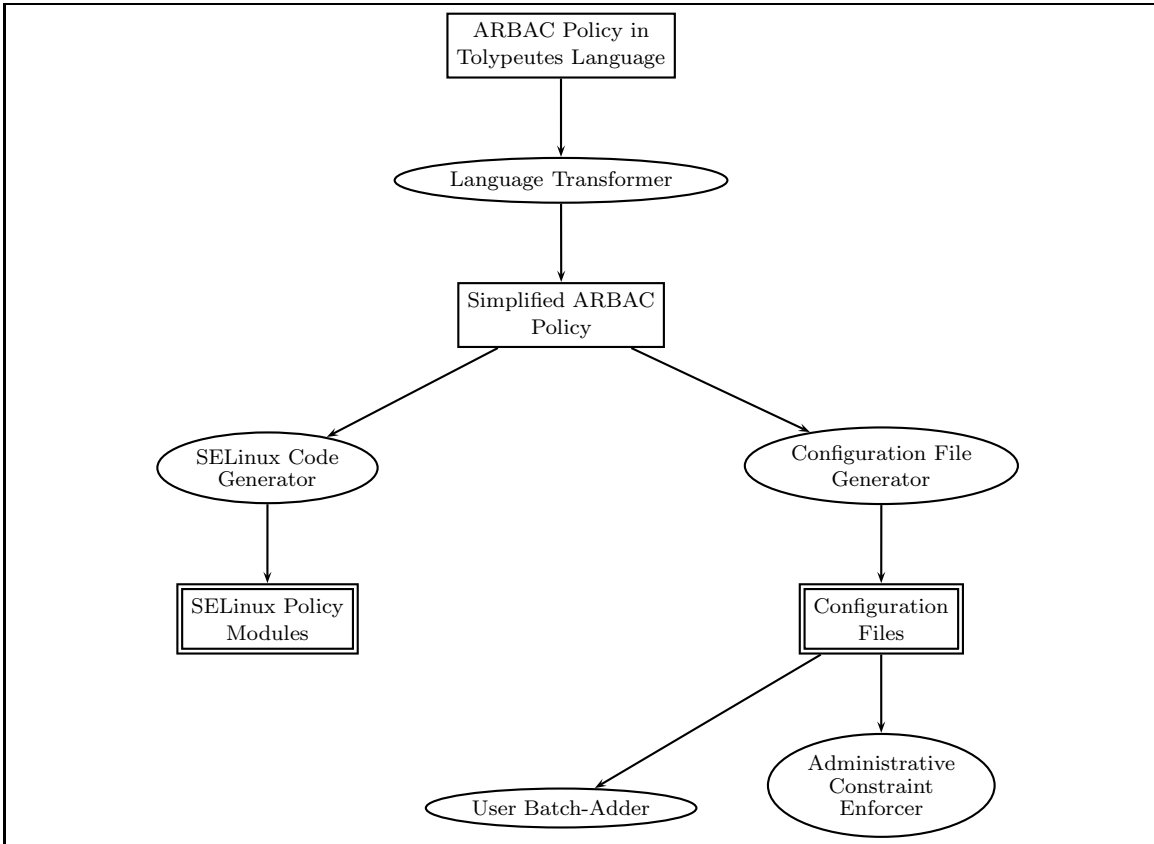 ARBAC Policy in
Tolypeutes Language
Language Transformer
Simplified ARBAC
Policy
SELinux Code
Generator
Configuration File
Generator
SELinux Policy
Modules
Configuration
Files
User Batch-Adder
Administrative
Constraint
Enforcer